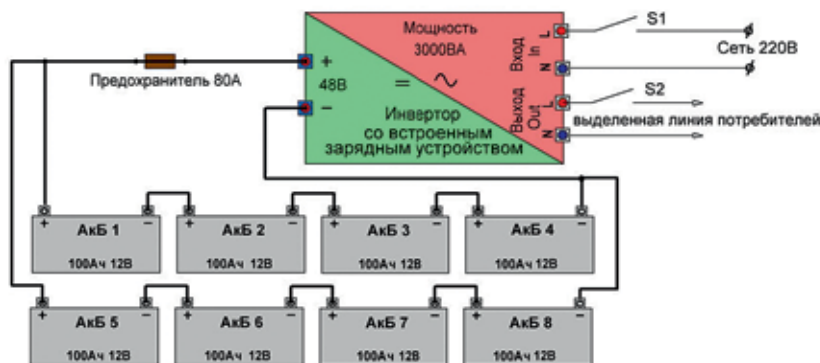 Мощность
3000ВА
Предохранитель 80А
+
48В
=
−
Инвертор
со встроенным
зарядным устройством
Вход
In
L
N
Выход
Out
L
N
S1
Сеть 220В
S2
выделенная линия потребителей
+ АкБ 1 −
100Ач 12В
+ АкБ 2 −
100Ач 12В
+ АкБ 3 −
100Ач 12В
+ АкБ 4 −
100Ач 12В
+ АкБ 5 −
100Ач 12В
+ АкБ 6 −
100Ач 12В
+ АкБ 7 −
100Ач 12В
+ АкБ 8 −
100Ач 12В